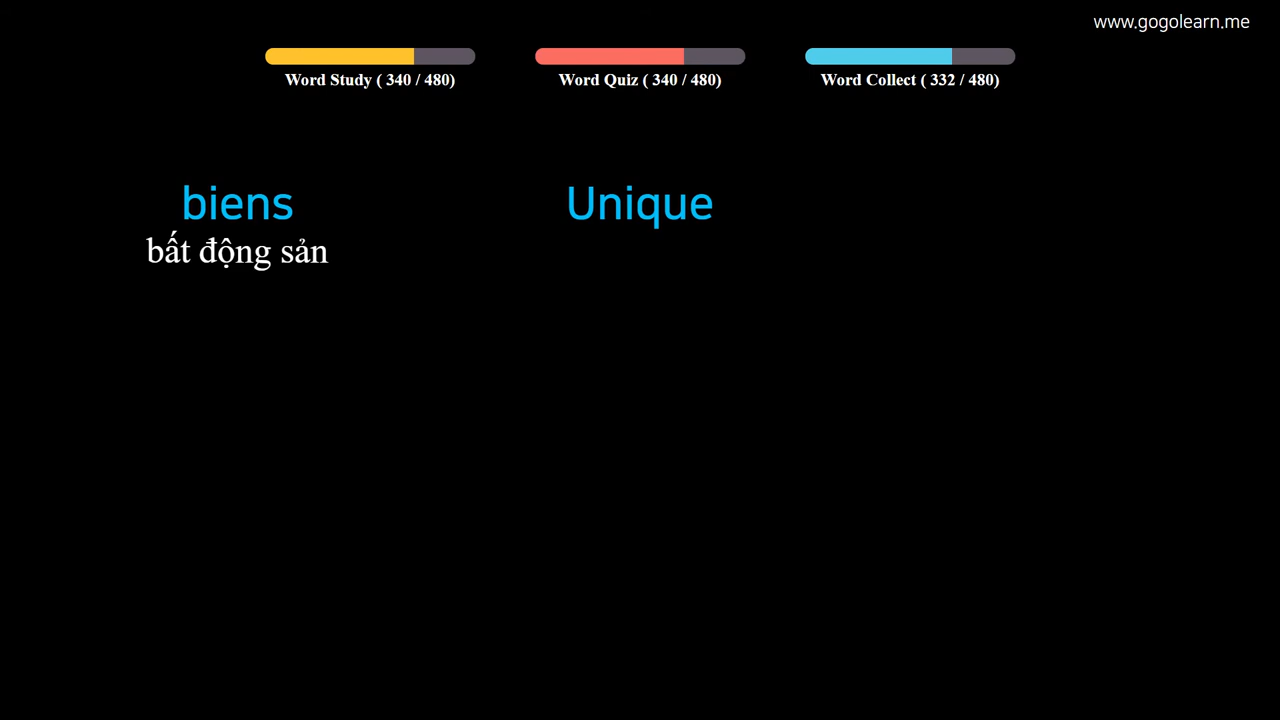 www.gogolearn.me
Word Study ( 340 / 480)
Word Quiz ( 340 / 480)
Word Collect ( 332 / 480)
biens
bất động sản
Unique